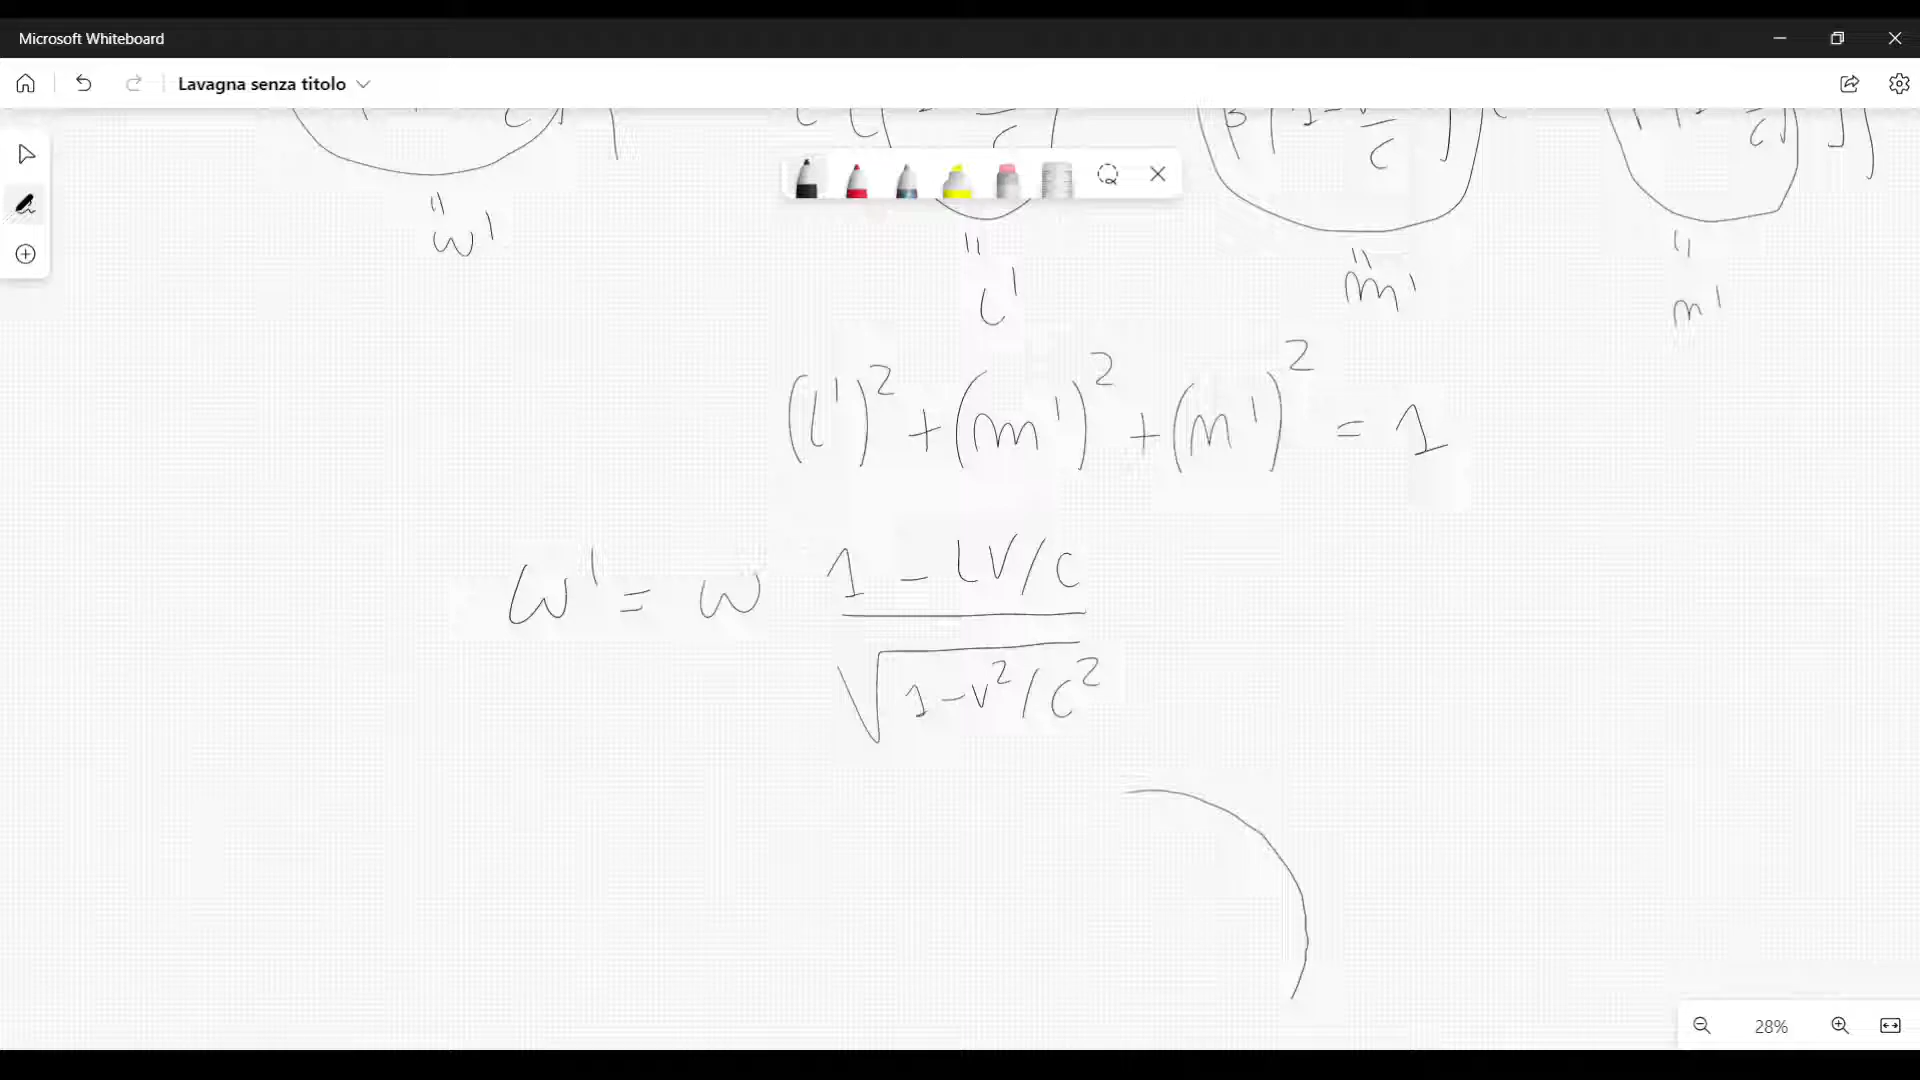 Microsoft Whiteboard
Lavagna senza titolo
ω'
l'
m'
n'
(l')² + (m')² + (n')² = 1
ω' = ω (1 - lV/c) / √(1-v²/c²)
28%